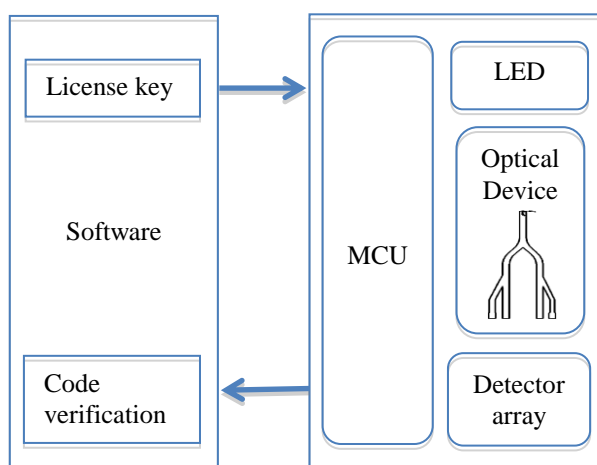 License key
Software
Code
verification
MCU
LED
Optical
Device
Detector
array